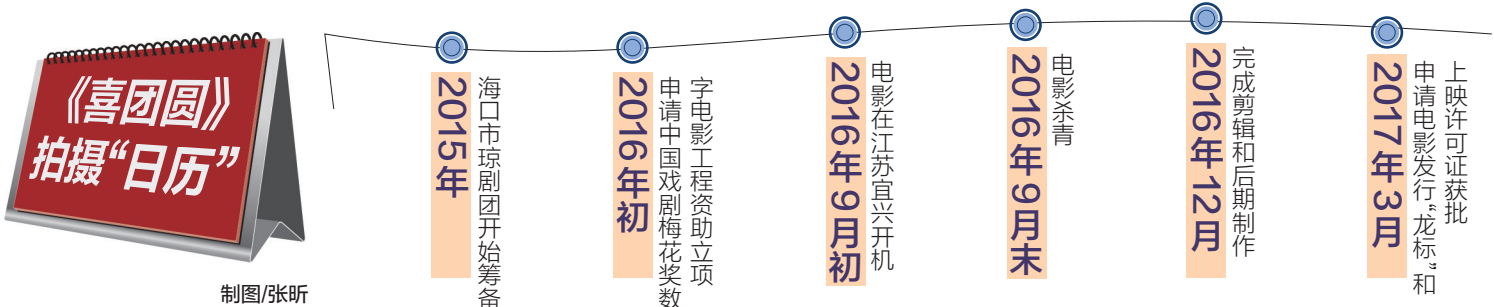 《喜团圆》
拍摄“日历”
制图/张昕
2015年
海口市琼剧团开始筹备
2016年初
申请中国戏剧梅花奖数
字电影工程资助立项
2016年9月初
电影在江苏宜兴开机
2016年9月末
电影杀青
2016年12月
完成剪辑和后期制作
2017年3月
申请电影发行“龙标”和
上映许可证获批